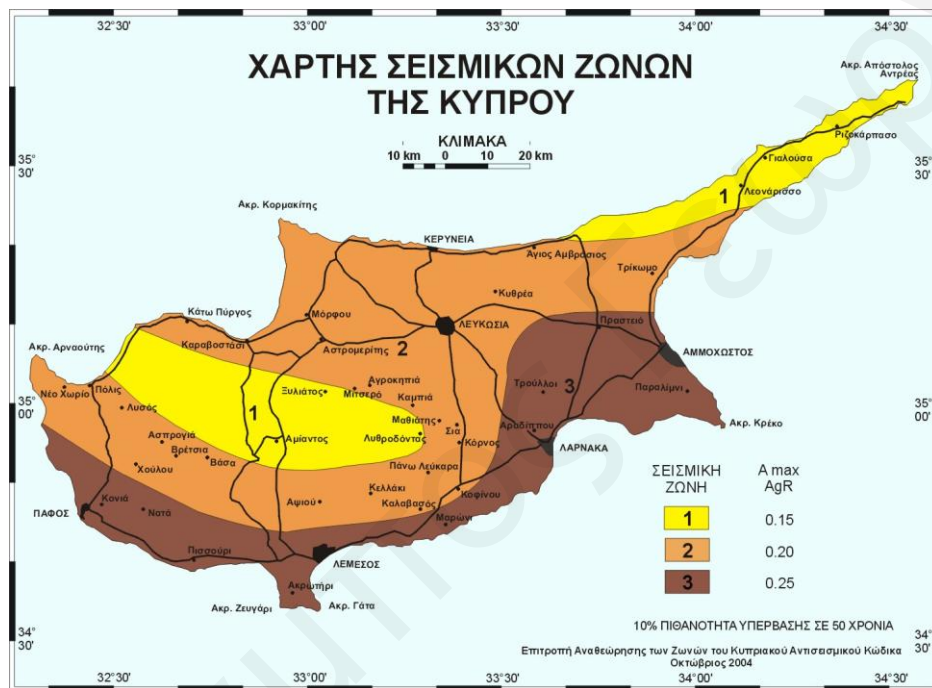 32°30' 33°00' 33°30' 34°00' 34°30'
ΧΑΡΤΗΣ ΣΕΙΣΜΙΚΩΝ ΖΩΝΩΝ
ΤΗΣ ΚΥΠΡΟΥ
ΚΛΙΜΑΚΑ
10 km 0 10 20 km
Ακρ. Απόστολος
Αντρέας
Ριζοκάρπασο
Γιαλούσα
35°
30'
35°
30'
Λεονάρισσο
1
Ακρ. Κορμακίτης
ΚΕΡΥΝΕΙΑ
Άγιος Αμβρόσιος
Τρίκωμο
Κυθρέα
Κάτω Πύργος
Μόρφου
ΛΕΥΚΩΣΙΑ
Πραστειό
Καραβοστάσι
Αστρομερίτης
2
ΑΜΜΟΧΩΣΤΟΣ
Ακρ. Αρναούτης
Νέο Χωρίο
Πόλις
Ξυλιάτος
Αγροκηπιά
Μιτσερό
Τρούλλοι
3
Παραλίμνι
35°
00'
35°
00'
Λυσός
1
Καμπιά
Μαθιάτης
Σια
Αραδίππου
Ακρ. Κρέκο
Ασπρογιά
Βρέτσια
Βάσα
Αμίαντος
Λυθροδόντας
Κόρνος
ΛΑΡΝΑΚΑ
Χούλου
Πάνω Λεύκαρα
Κελλάκι
Κοφίνου
Κονιά
Αψιού
Καλαβασός
ΠΑΦΟΣ
Νατά
Μαρώνι
Πισσούρι
ΛΕΜΕΣΟΣ
Ακρωτήρι
Ακρ. Ζευγάρι
Ακρ. Γάτα
ΣΕΙΣΜΙΚΗ
ΖΩΝΗ
A max
AgR
1 0.15
2 0.20
3 0.25
34°
30'
34°
30'
10% ΠΙΘΑΝΟΤΗΤΑ ΥΠΕΡΒΑΣΗΣ ΣΕ 50 ΧΡΟΝΙΑ
Επιτροπή Αναθεώρησης των Ζωνών του Κυπριακού Αντισεισμικού Κώδικα
Οκτώβριος 2004
32°30' 33°00' 33°30' 34°00' 34°30'